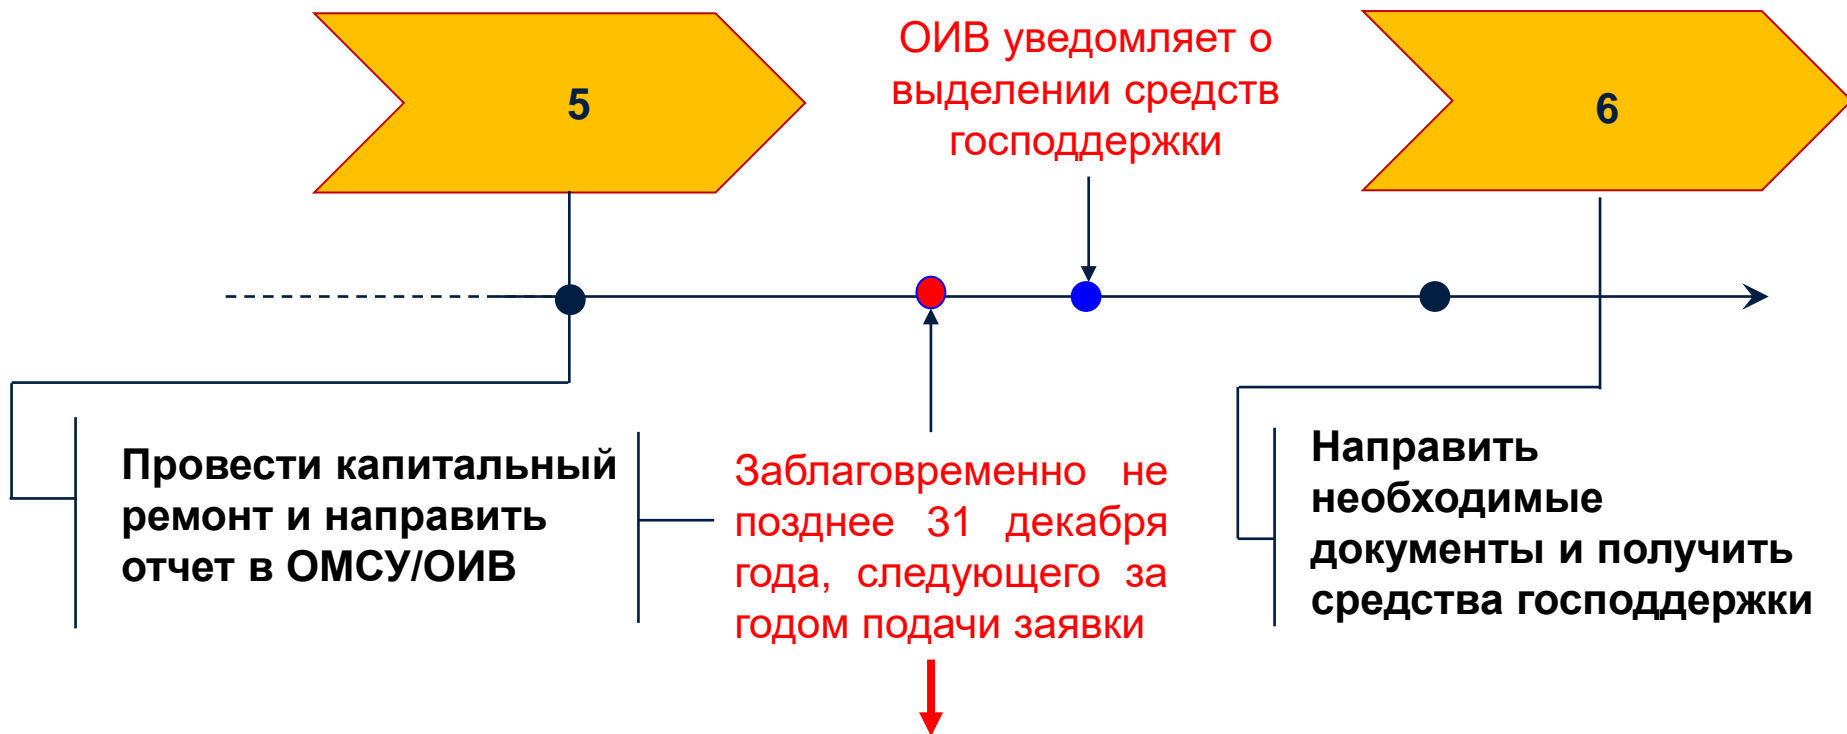 5
ОИВ уведомляет о
выделении средств
господдержки
6
Провести капитальный
ремонт и направить
отчет в ОМСУ/ОИВ
Заблаговременно не
позднее 31 декабря
года, следующего за
годом подачи заявки
Направить
необходимые
документы и получить
средства господдержки